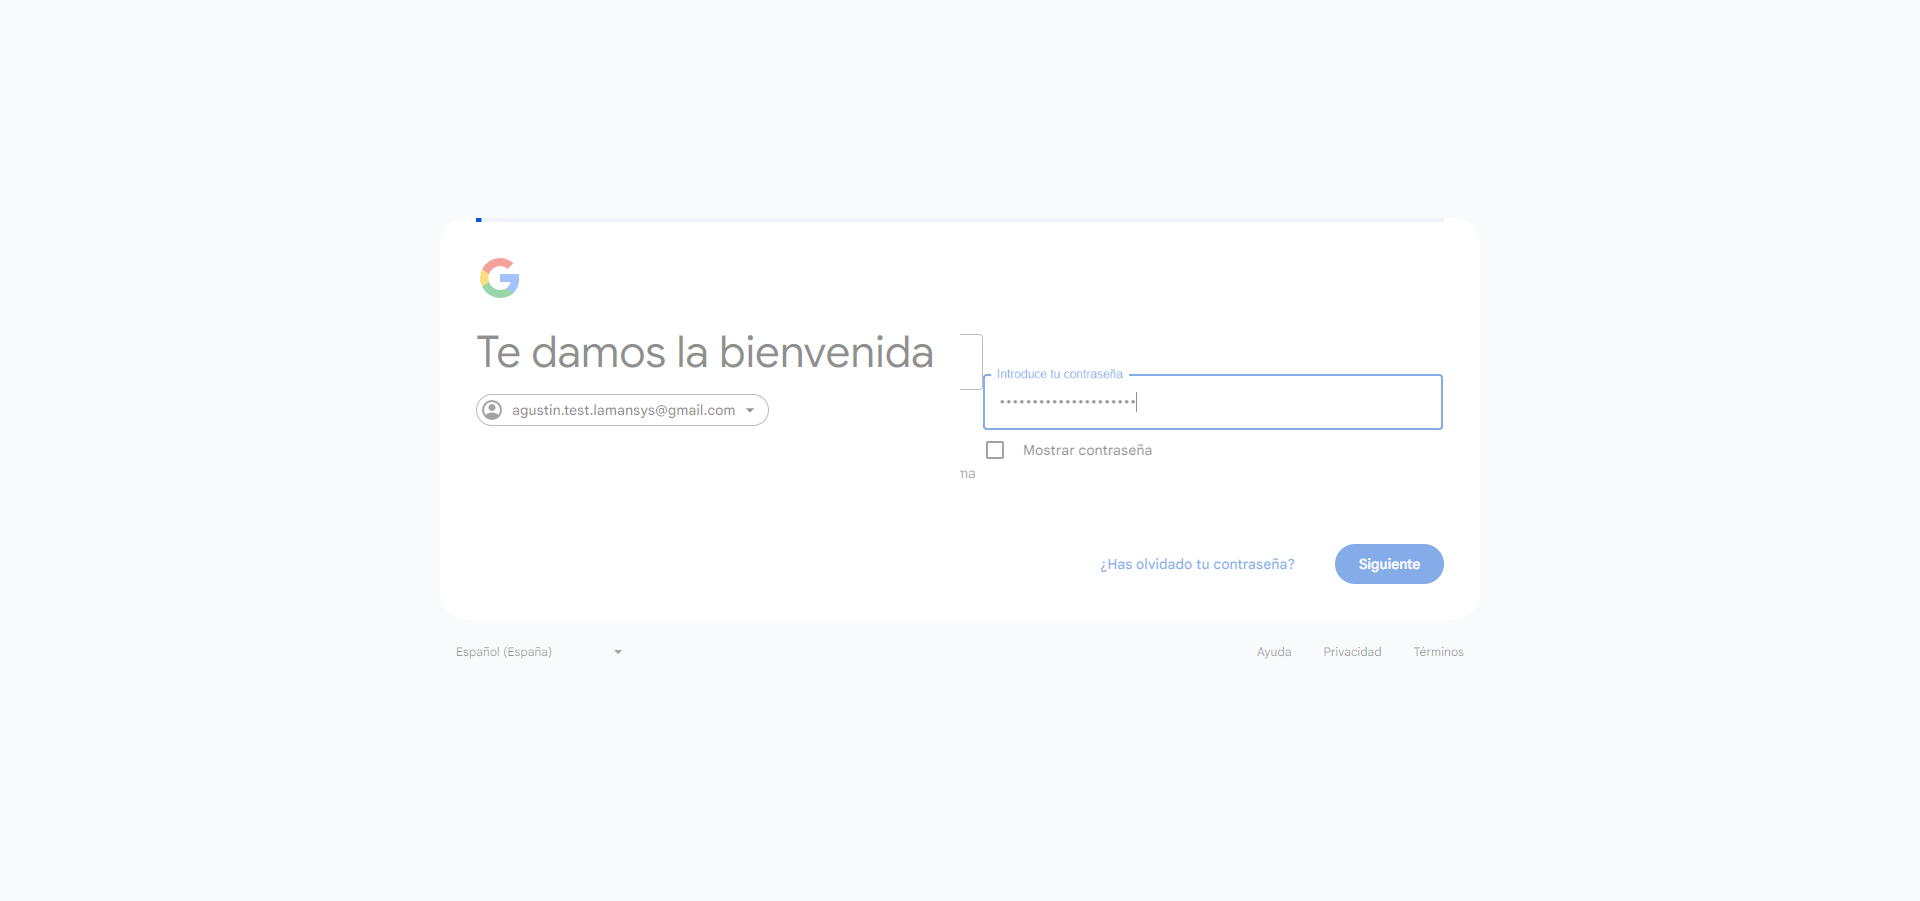 Te damos la bienvenida
agustin.test.lamansys@gmail.com
Introduce tu contraseña
••••••••••••••••••••••
Mostrar contraseña
ma
¿Has olvidado tu contraseña?
Siguiente
Español (España)
Ayuda
Privacidad
Términos